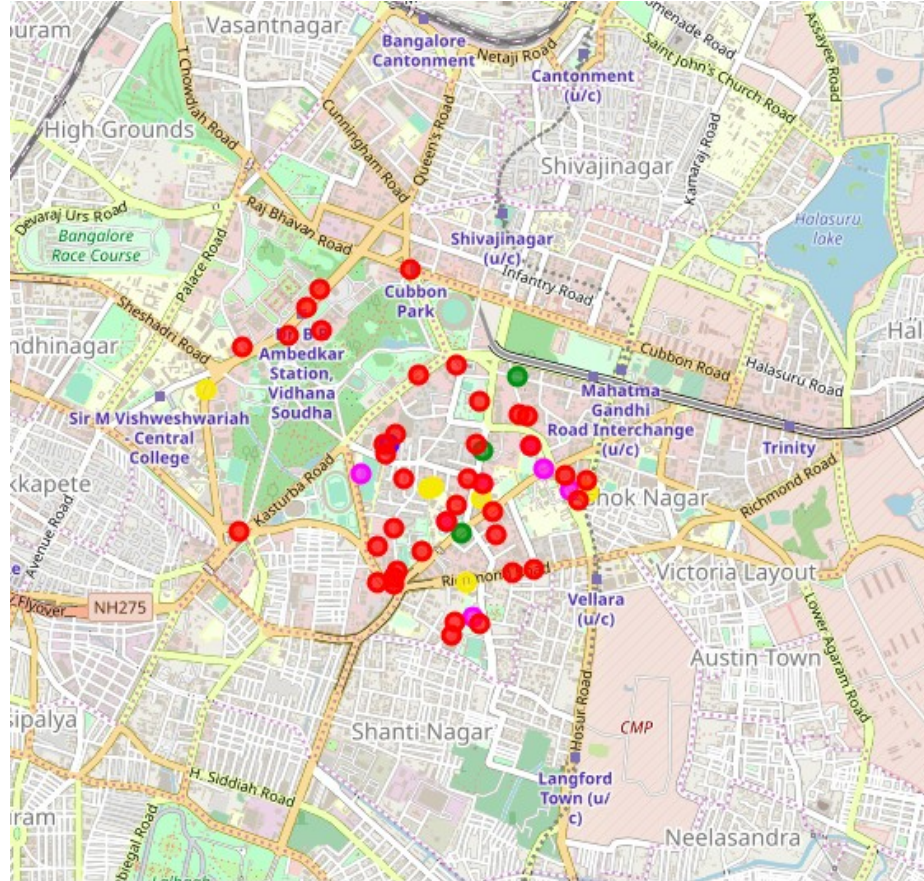 puram
Vasantnagar
Bangalore
Cantonment
Netaji Road
Promenade Road
Assayee Road
T Chowdiah Road
Cantonment
(u/c)
Saint John's Church Road
High Grounds
Cunningham Road
Queen's Road
Shivajinagar
Kamaraj Road
Devaraj Urs Road
Raj Bhavan Road
Bangalore
Race Course
Palace Road
Shivajinagar
(u/c)
Halasuru
lake
Infantry Road
Cubbon
Park
Sheshadri Road
ndhinagar
Ambedkar
Station,
Vidhana
Soudha
Cubbon Road
Halasuru Road
Sir M Vishweshwariah
Central
College
Mahatma
Gandhi
Road Interchange
(u/c)
Trinity
kkapete
Kasturba Road
hok Nagar
Richmond Road
Avenue Road
Flyover
NH275
Victoria Layout
Vellara
(u/c)
Lower Agaram Road
Austin Town
sipalya
Shanti Nagar
Hosur Road
CMP
H. Siddiah Road
Langford
Town (u/
c)
Neelasandra